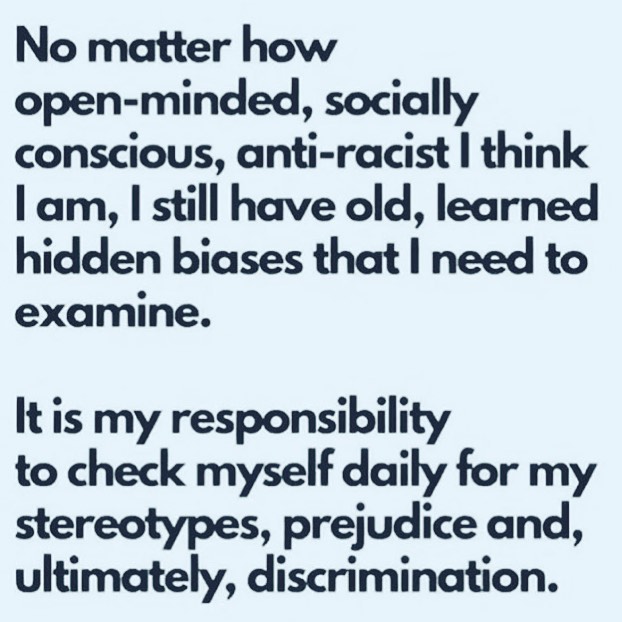 No matter how
open-minded, socially
conscious, anti-racist I think
I am, I still have old, learned
hidden biases that I need to
examine.
It is my responsibility
to check myself daily for my
stereotypes, prejudice and,
ultimately, discrimination.